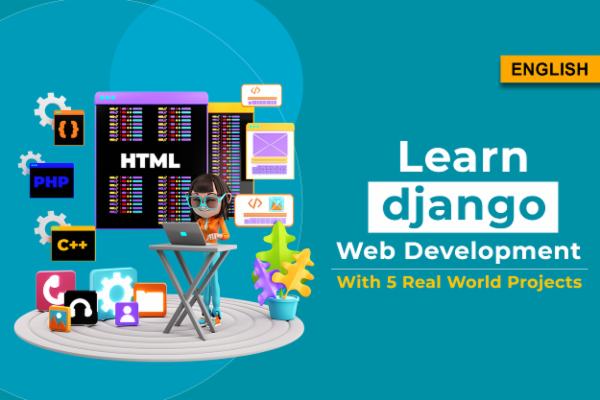 ENGLISH
HTML
PHP
C++
Learn
django
Web Development
With 5 Real World Projects